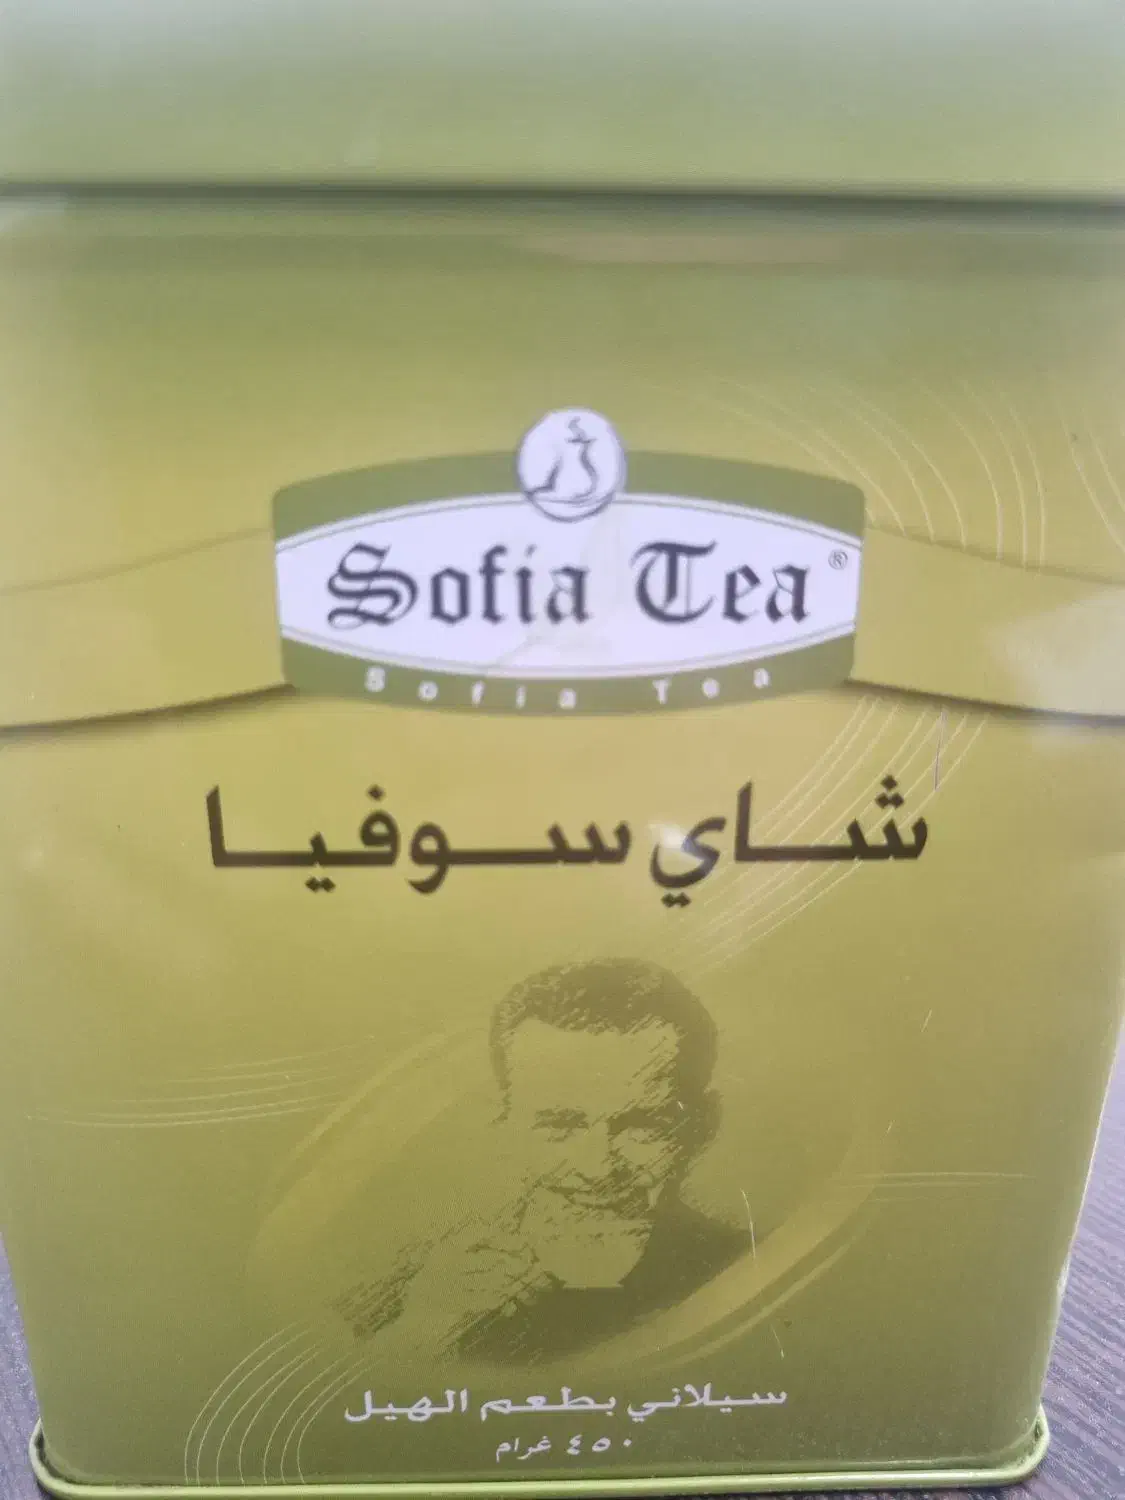 Sofia Tea®
Sofia Tea
شاي سوفيا
سيلاني بطعم الهيل
٤٥٠ غرام